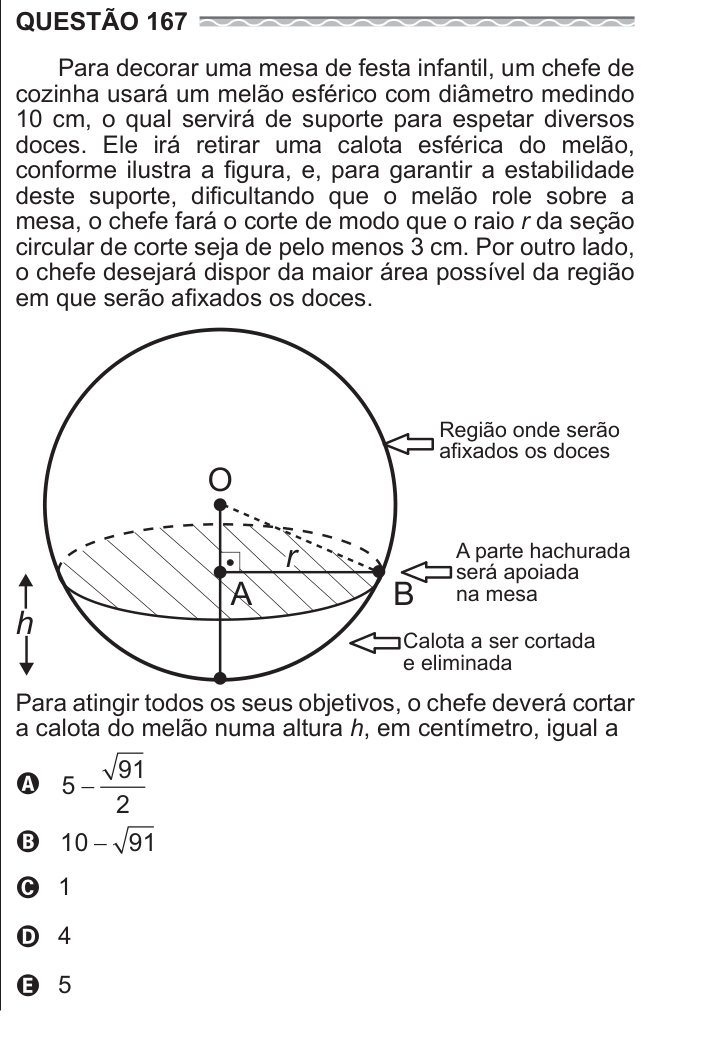 QUESTÃO 167
Para decorar uma mesa de festa infantil, um chefe de
cozinha usará um melão esférico com diâmetro medindo
10 cm, o qual servirá de suporte para espetar diversos
doces. Ele irá retirar uma calota esférica do melão,
conforme ilustra a figura, e, para garantir a estabilidade
deste suporte, dificultando que o melão role sobre a
mesa, o chefe fará o corte de modo que o raio r da seção
circular de corte seja de pelo menos 3 cm. Por outro lado,
o chefe desejará dispor da maior área possível da região
em que serão afixados os doces.
Região onde serão
afixados os doces
O
r
A parte hachurada
será apoiada
na mesa
A
B
h
Calota a ser cortada
e eliminada
Para atingir todos os seus objetivos, o chefe deverá cortar
a calota do melão numa altura h, em centímetro, igual a
A 5 − √91/2
B 10 − √91
C 1
D 4
E 5